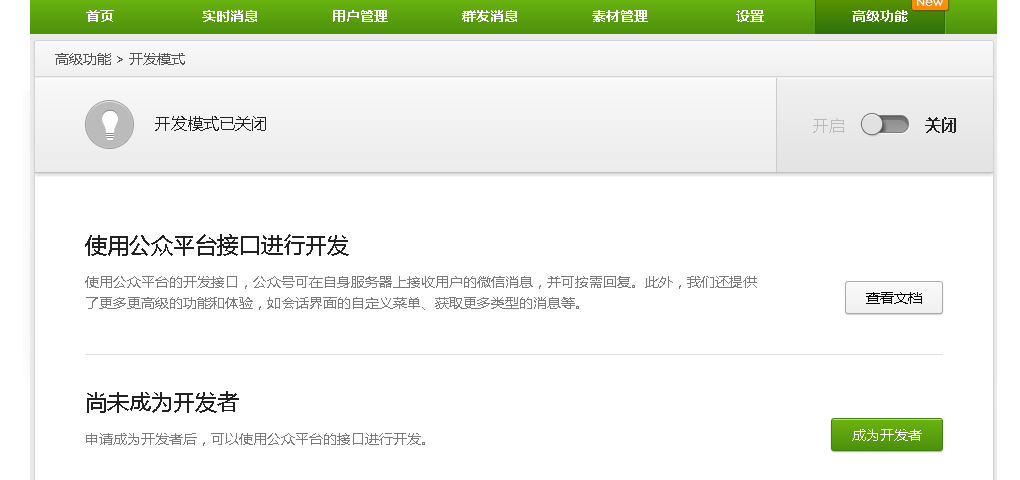 首页 实时消息 用户管理 群发消息 素材管理 设置 高级功能 New
高级功能 > 开发模式
开发模式已关闭 开启 关闭
使用公众平台接口进行开发
使用公众平台的开发接口，公众号可在自身服务器上接收用户的微信消息，并可按需回复。此外，我们还提供
了更多更高级的功能和体验，如会话界面的自定义菜单、获取更多类型的消息等。
查看文档
尚未成为开发者
申请成为开发者后，可以使用公众平台的接口进行开发。
成为开发者